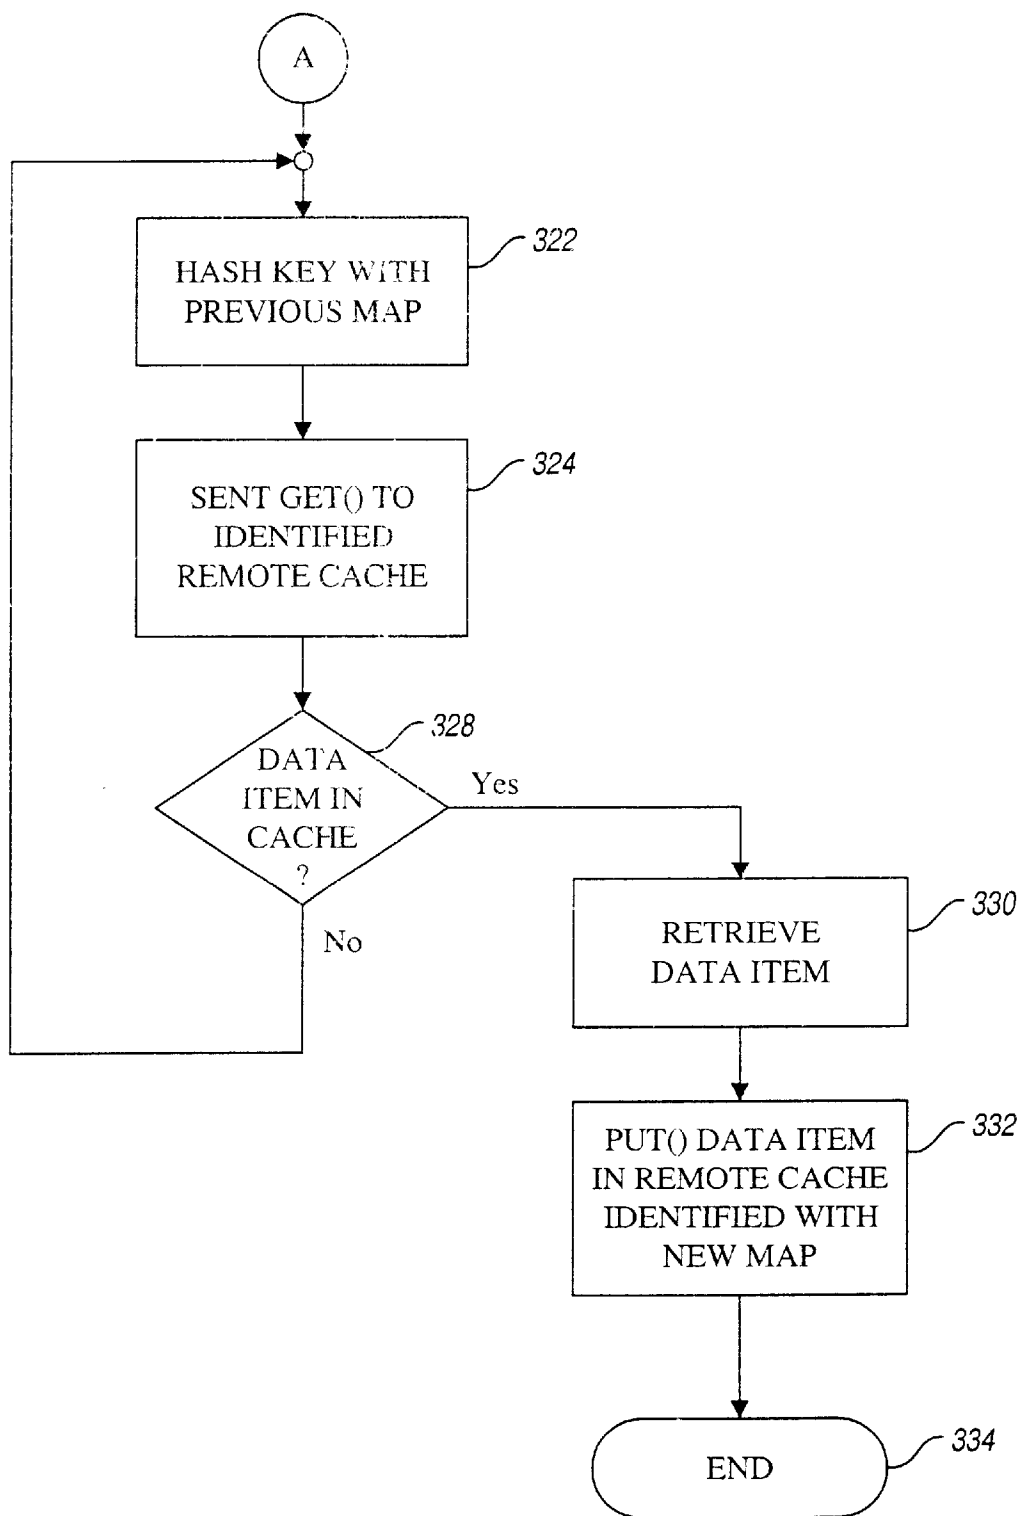 A
322
HASH KEY WITH
PREVIOUS MAP
324
SENT GET() TO
IDENTIFIED
REMOTE CACHE
328
DATA
ITEM IN
CACHE
?
Yes
No
330
RETRIEVE
DATA ITEM
332
PUT() DATA ITEM
IN REMOTE CACHE
IDENTIFIED WITH
NEW MAP
334
END